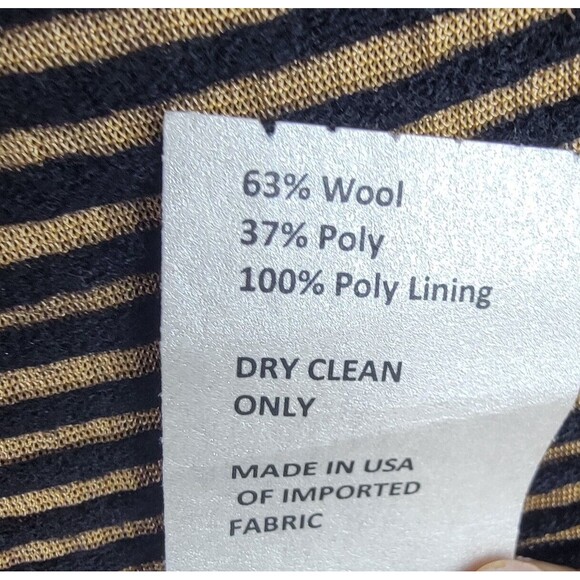 63% Wool
37% Poly
100% Poly Lining
DRY CLEAN
ONLY
MADE IN USA
OF IMPORTED
FABRIC